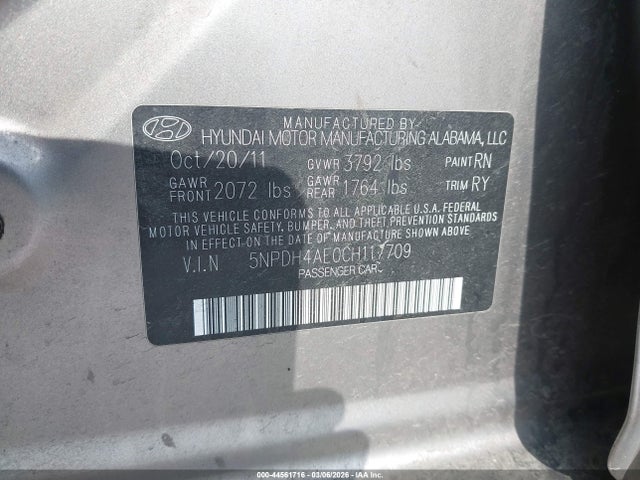 MANUFACTURED BY
HYUNDAI MOTOR MANUFACTURING ALABAMA, LLC
Oct/20/11 GVWR 3792 lbs PAINT RN
GAWR FRONT 2072 lbs GAWR REAR 1764 lbs TRIM RY
THIS VEHICLE CONFORMS TO ALL APPLICABLE U.S.A. FEDERAL
MOTOR VEHICLE SAFETY, BUMPER, AND THEFT PREVENTION STANDARDS
IN EFFECT ON THE DATE OF MANUFACTURE SHOWN ABOVE.
V.I.N 5NPDH4AE0CH117709
PASSENGER CAR
000-44561716 - 03/06/2026 - COPART, IAA